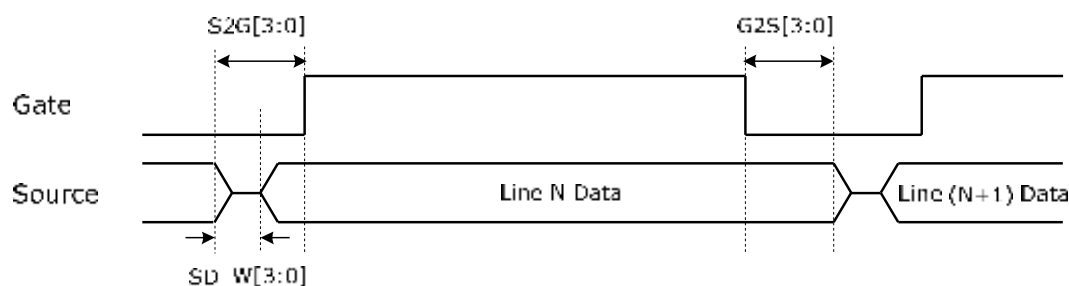 S2G[3:0]
G2S[3:0]
Gate
Source
Line N Data
Line (N+1) Data
SD W[3:0]